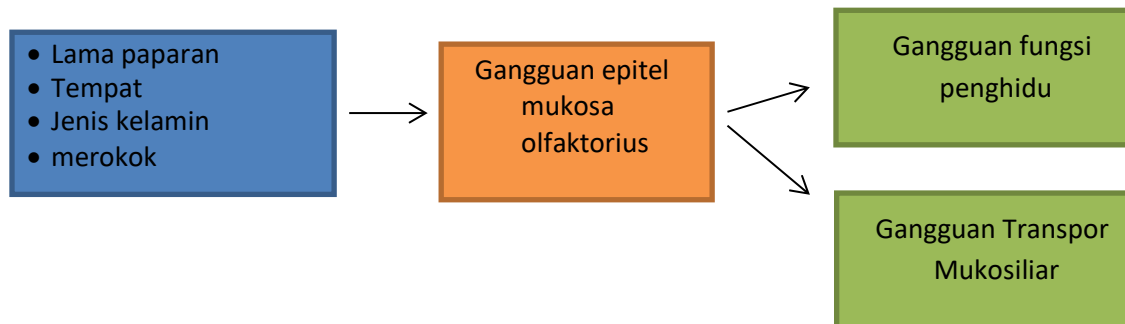 • Lama paparan
• Tempat
• Jenis kelamin
• merokok
Gangguan epitel
mukosa
olfaktorius
Gangguan fungsi
penghidu
Gangguan Transpor
Mukosiliar